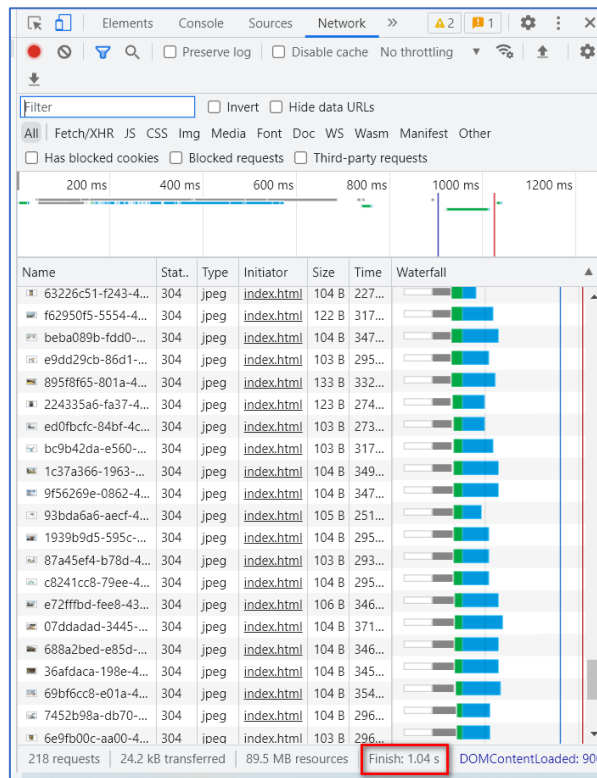 Elements Console Sources Network » 2 1
Preserve log Disable cache No throttling
Filter Invert Hide data URLs
All Fetch/XHR JS CSS Img Media Font Doc WS Wasm Manifest Other
Has blocked cookies Blocked requests Third-party requests
200 ms 400 ms 600 ms 800 ms 1000 ms 1200 ms
Name Stat.. Type Initiator Size Time Waterfall
63226c51-f243-4... 304 jpeg index.html 104 B 227...
f62950f5-5554-4... 304 jpeg index.html 122 B 317...
beba089b-fdd0-... 304 jpeg index.html 104 B 347...
e9dd29cb-86d1-... 304 jpeg index.html 103 B 295...
895f8f65-801a-4... 304 jpeg index.html 133 B 332...
224335a6-fa37-4... 304 jpeg index.html 123 B 274...
ed0fbcfc-84bf-4c... 304 jpeg index.html 103 B 273...
bc9b42da-e560-... 304 jpeg index.html 103 B 317...
1c37a366-1963-... 304 jpeg index.html 104 B 349...
9f56269e-0862-4... 304 jpeg index.html 104 B 347...
93bda6a6-aecf-4... 304 jpeg index.html 105 B 251...
1939b9d5-595c-... 304 jpeg index.html 104 B 295...
87a45ef4-b78d-4... 304 jpeg index.html 103 B 293...
c8241cc8-79ee-4... 304 jpeg index.html 104 B 295...
e72fffbd-fee8-43... 304 jpeg index.html 106 B 346...
07ddadad-3445-... 304 jpeg index.html 104 B 371...
688a2bed-e85d-... 304 jpeg index.html 104 B 346...
36afdaca-198e-4... 304 jpeg index.html 104 B 345...
69bf6cc8-e01a-4... 304 jpeg index.html 104 B 354...
7452b98a-db70-... 304 jpeg index.html 104 B 296...
6e9fb00c-aa00-4... 304 jpeg index.html 103 B 296...
218 requests 24.2 kB transferred 89.5 MB resources Finish: 1.04 s DOMContentLoaded: 90